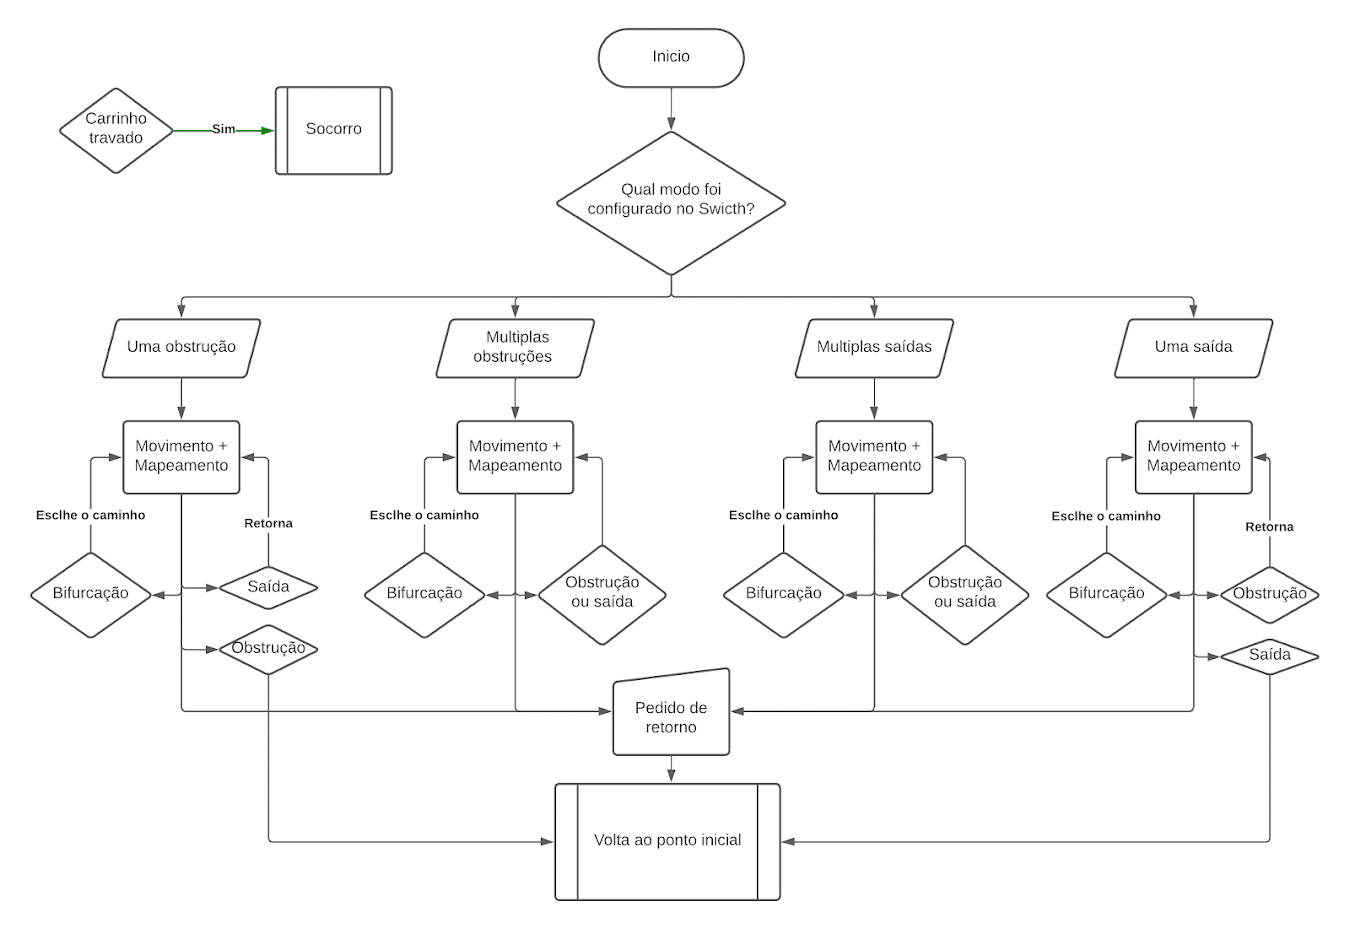 Inicio
Carrinho
travado
Sim
Socorro
Qual modo foi
configurado no Swicth?
Uma obstrução
Multiplas
obstruções
Multiplas saídas
Uma saída
Movimento +
Mapeamento
Movimento +
Mapeamento
Movimento +
Mapeamento
Movimento +
Mapeamento
Esclhe o caminho
Retorna
Esclhe o caminho
Esclhe o caminho
Esclhe o caminho
Retorna
Bifurcação
Saída
Bifurcação
Obstrução
ou saída
Bifurcação
Obstrução
ou saída
Bifurcação
Obstrução
Obstrução
Saída
Pedido de
retorno
Volta ao ponto inicial